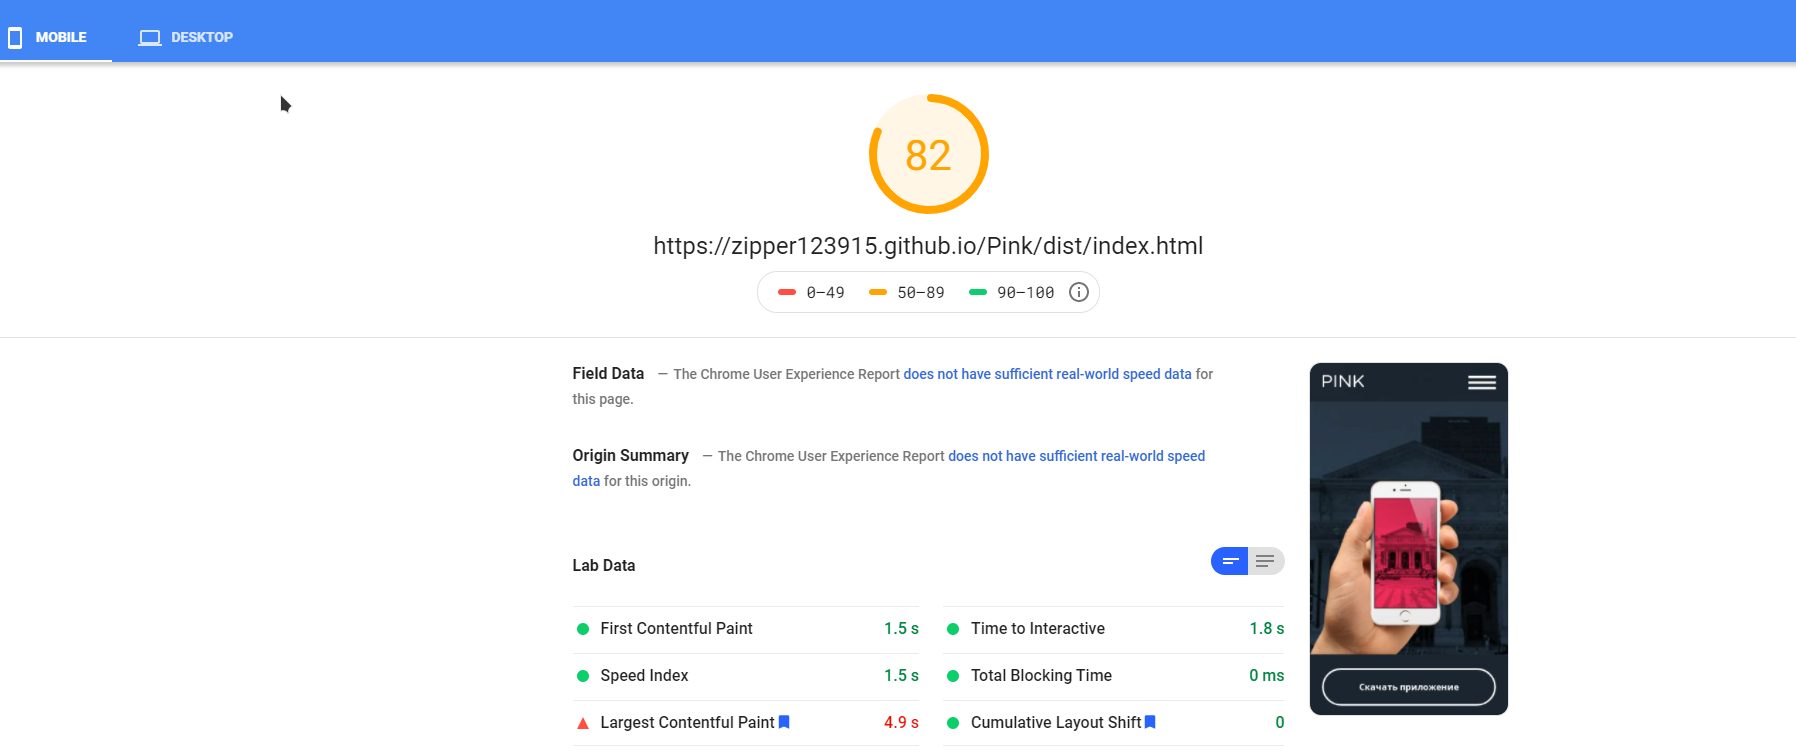 MOBILE
DESKTOP
82
https://zipper123915.github.io/Pink/dist/index.html
0–49
50–89
90–100
Field Data — The Chrome User Experience Report does not have sufficient real-world speed data for
this page.
Origin Summary — The Chrome User Experience Report does not have sufficient real-world speed
data for this origin.
Lab Data
First Contentful Paint 1.5 s
Time to Interactive 1.8 s
Speed Index 1.5 s
Total Blocking Time 0 ms
Largest Contentful Paint 4.9 s
Cumulative Layout Shift 0
PINK
Скачать приложение